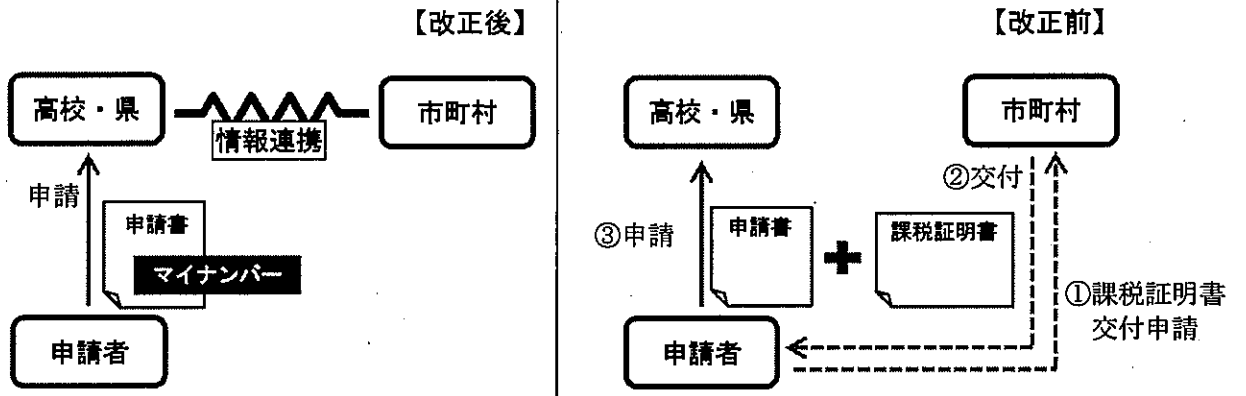 【改正後】
高校・県
市町村
情報連携
申請
申請書
マイナンバー
申請者
【改正前】
高校・県
市町村
②交付
③申請
申請書
課税証明書
①課税証明書
交付申請
申請者